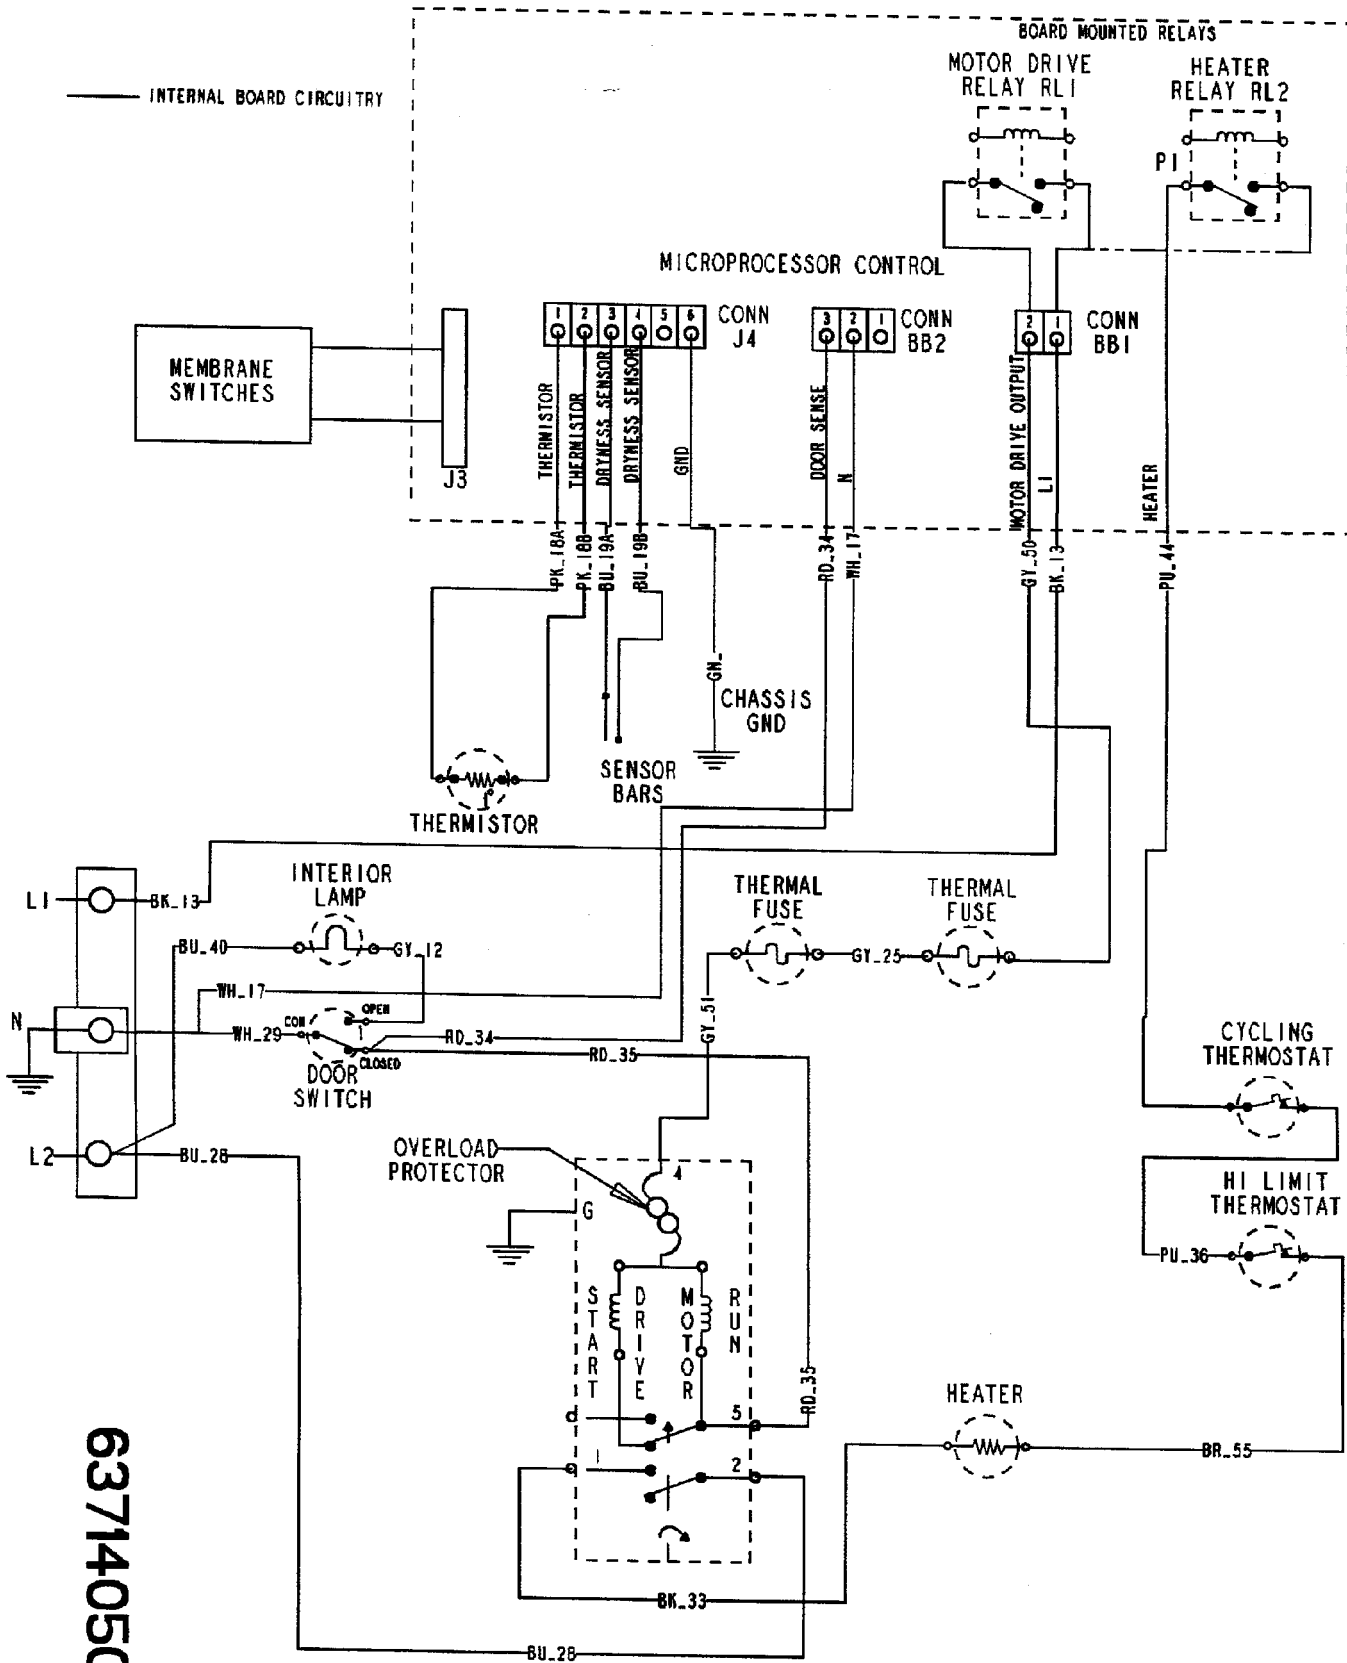 BOARD MOUNTED RELAYS
MOTOR DRIVE
RELAY RL1
HEATER
RELAY RL2
INTERNAL BOARD CIRCUITRY
P1
MICROPROCESSOR CONTROL
1 2 3 4 5 6
CONN
J4
3 2 1
CONN
BB2
2 1
CONN
BB1
MEMBRANE
SWITCHES
J3
THERMISTOR
THERMISTOR
DRYNESS SENSOR
DRYNESS SENSOR
GND
DOOR SENSE
N
MOTOR DRIVE OUTPUT
L1
HEATER
PK_18A
PK_18B
BU_19A
BU_19B
RD_34
WH_17
GY_50
BK_13
PU_44
GN_
CHASSIS
GND
SENSOR
BARS
THERMISTOR
L1
BK_13
INTERIOR
LAMP
BU_40
GY_12
THERMAL
FUSE
THERMAL
FUSE
GY_25
WH_17
N
WH_29
COM
OPEN
CLOSED
RD_34
RD_35
GY_51
DOOR
SWITCH
CYCLING
THERMOSTAT
L2
BU_28
OVERLOAD
PROTECTOR
4
G
HI LIMIT
THERMOSTAT
PU_36
START
DRIVE
MOTOR
RUN
RD_35
5
1
2
HEATER
BR_55
BK_33
BU_28
6371405